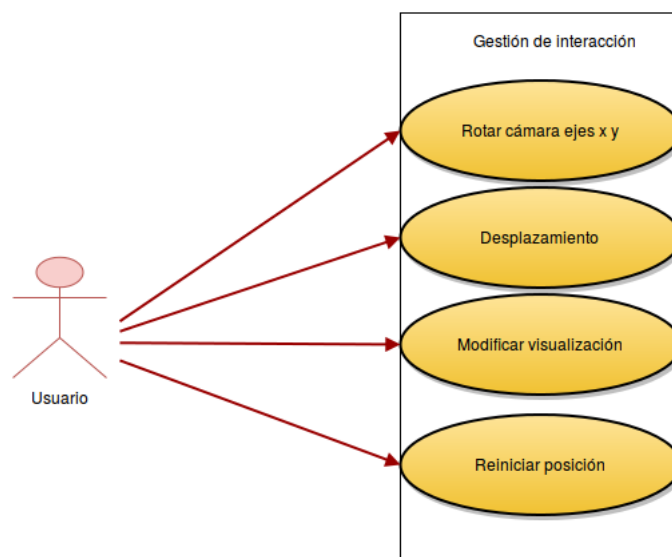 Gestión de interacción
Rotar cámara ejes x y
Desplazamiento
Modificar visualización
Usuario
Reiniciar posición